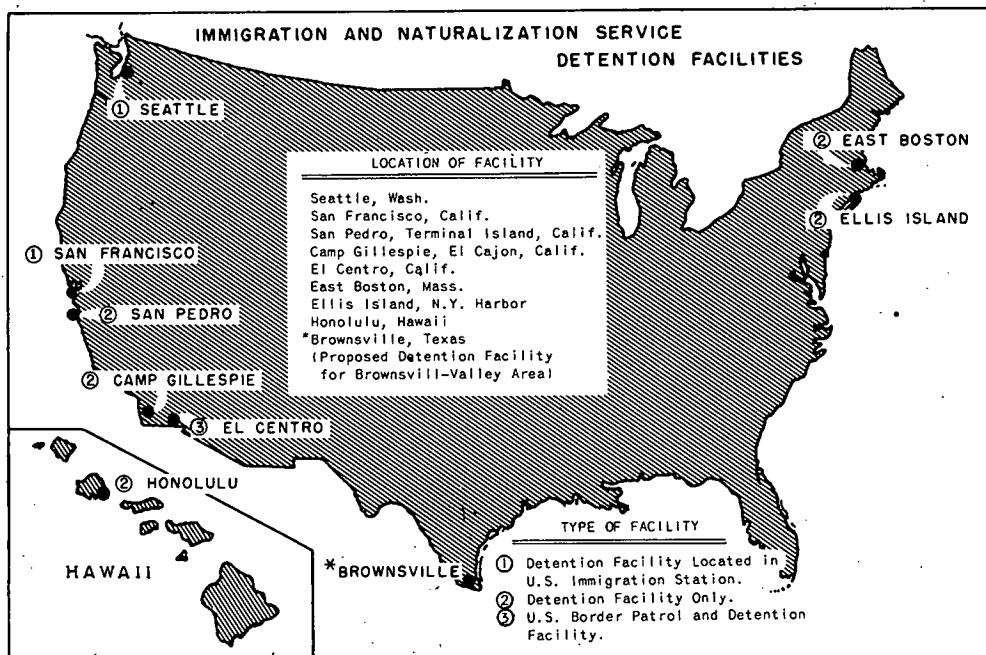 IMMIGRATION AND NATURALIZATION SERVICE
DETENTION FACILITIES
① SEATTLE
② EAST BOSTON
② ELLIS ISLAND
LOCATION OF FACILITY
Seattle, Wash.
San Francisco, Calif.
San Pedro, Terminal Island, Calif.
Camp Gillespie, El Cajon, Calif.
El Centro, Calif.
East Boston, Mass.
Ellis Island, N.Y. Harbor
Honolulu, Hawaii
*Brownsville, Texas
(Proposed Detention Facility
for Brownsvill-Valley Area)
① SAN FRANCISCO
② SAN PEDRO
② CAMP GILLESPIE
③ EL CENTRO
② HONOLULU
HAWAII
*BROWNSVILLE
TYPE OF FACILITY
① Detention Facility Located in
U.S. Immigration Station.
② Detention Facility Only.
③ U.S. Border Patrol and Detention
Facility.